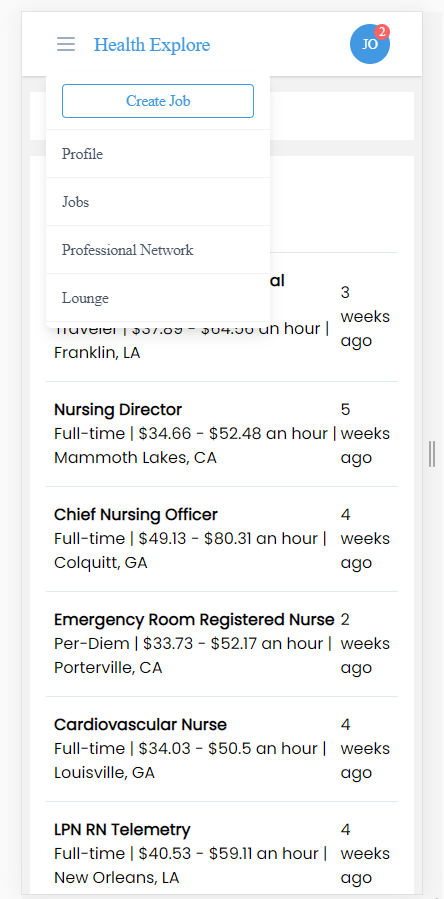 Health Explore
JO
2
Create Job
Profile
Jobs
Professional Network
Lounge
al
Traveler | $37.89 - $64.56 an hour |
Franklin, LA
3
weeks
ago
Nursing Director
Full-time | $34.66 - $52.48 an hour |
Mammoth Lakes, CA
5
weeks
ago
Chief Nursing Officer
Full-time | $49.13 - $80.31 an hour |
Colquitt, GA
4
weeks
ago
Emergency Room Registered Nurse
Per-Diem | $33.73 - $52.17 an hour |
Porterville, CA
2
weeks
ago
Cardiovascular Nurse
Full-time | $34.03 - $50.5 an hour |
Louisville, GA
4
weeks
ago
LPN RN Telemetry
Full-time | $40.53 - $59.11 an hour |
New Orleans, LA
4
weeks
ago